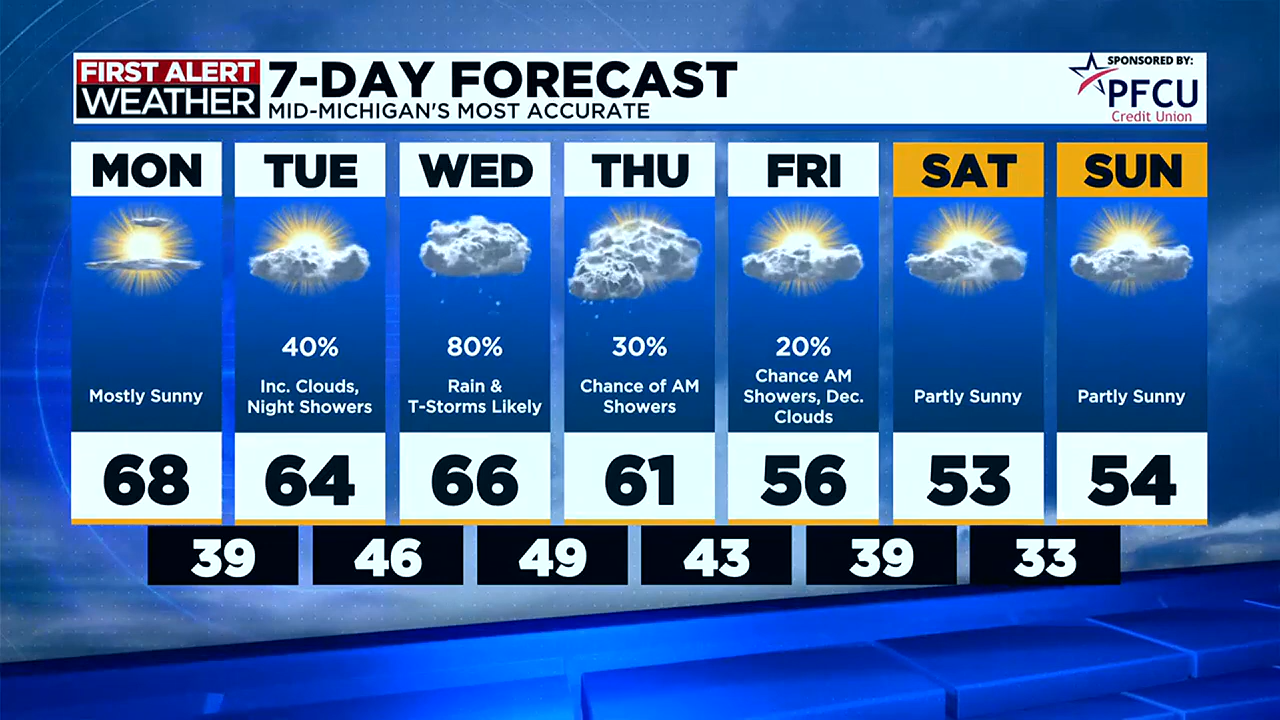 FIRST ALERT
WEATHER
7-DAY FORECAST
MID-MICHIGAN'S MOST ACCURATE
SPONSORED BY:
PFCU
Credit Union
MON
TUE
WED
THU
FRI
SAT
SUN
40%
80%
30%
20%
Mostly Sunny
Inc. Clouds,
Night Showers
Rain &
T-Storms Likely
Chance of AM
Showers
Chance AM
Showers, Dec.
Clouds
Partly Sunny
Partly Sunny
68
64
66
61
56
53
54
39
46
49
43
39
33